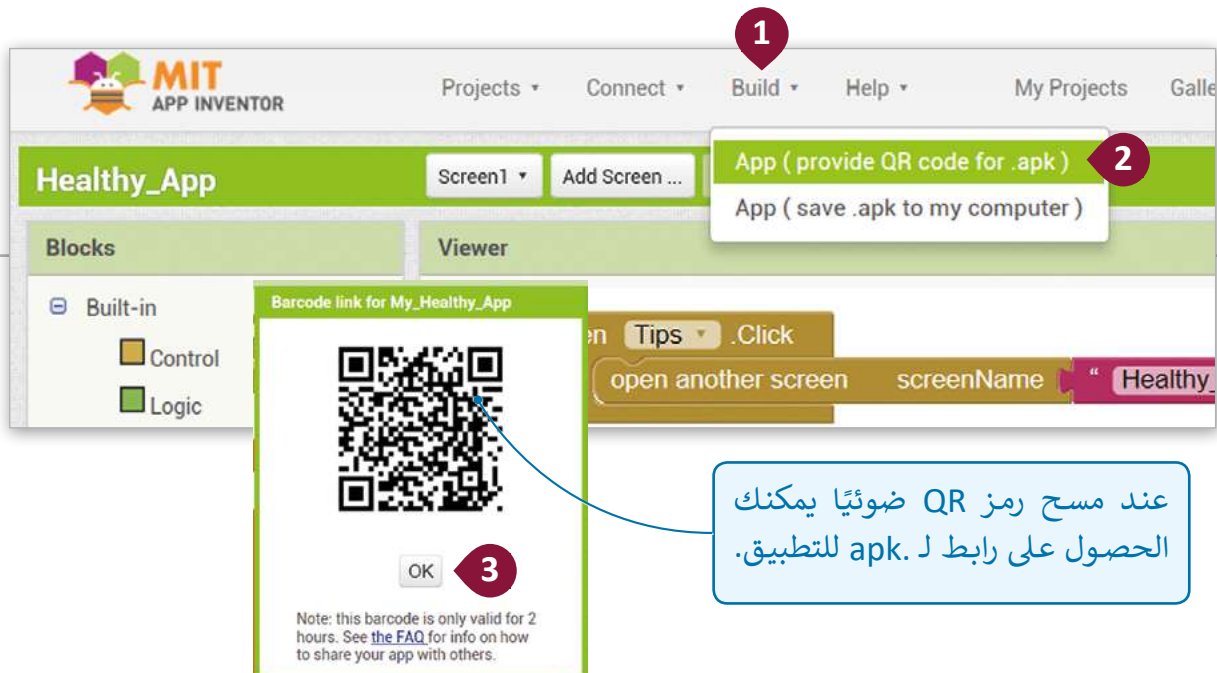 1
MIT
APP INVENTOR
Projects Connect Build Help My Projects Galle
Healthy_App Screen1 Add Screen ...
App ( provide QR code for .apk ) 2
App ( save .apk to my computer )
Blocks Viewer
Built-in
Control
Logic
en Tips .Click
open another screen screenName " Healthy_
Barcode link for My_Healthy_App
OK 3
Note: this barcode is only valid for 2
hours. See the FAQ for info on how
to share your app with others.
عند مسح رمز QR ضوئيًا يمكنك
الحصول على رابط لـ .apk للتطبيق.